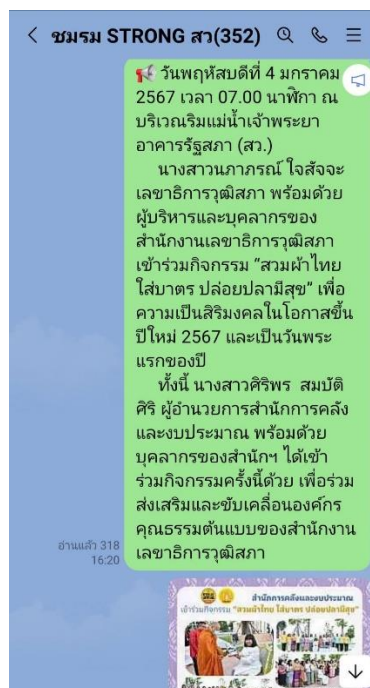 ชมรม STRONG สว(352)
📢 วันพฤหัสบดีที่ 4 มกราคม
2567 เวลา 07.00 นาฬิกา ณ
บริเวณริมแม่น้ำเจ้าพระยา
อาคารรัฐสภา (สว.)
นางสาวนภาภรณ์ ใจสัจจะ
เลขาธิการวุฒิสภา พร้อมด้วย
ผู้บริหารและบุคลากรของ
สำนักงานเลขาธิการวุฒิสภา
เข้าร่วมกิจกรรม “สวมผ้าไทย
ใส่บาตร ปล่อยปลามีสุข” เพื่อ
ความเป็นสิริมงคลในโอกาสขึ้น
ปีใหม่ 2567 และเป็นวันพระ
แรกของปี
ทั้งนี้ นางสาวศิริพร สมบัติ
ศิริ ผู้อำนวยการสำนักการคลัง
และงบประมาณ พร้อมด้วย
บุคลากรของสำนักฯ ได้เข้า
ร่วมกิจกรรมครั้งนี้ด้วย เพื่อร่วม
ส่งเสริมและขับเคลื่อนองค์กร
คุณธรรมต้นแบบของสำนักงาน
เลขาธิการวุฒิสภา
อ่านแล้ว 318
16:20
สำนักการคลังและงบประมาณ
เข้าร่วมกิจกรรม "สวมผ้าไทย ใส่บาตร ปล่อยปลามีสุข"